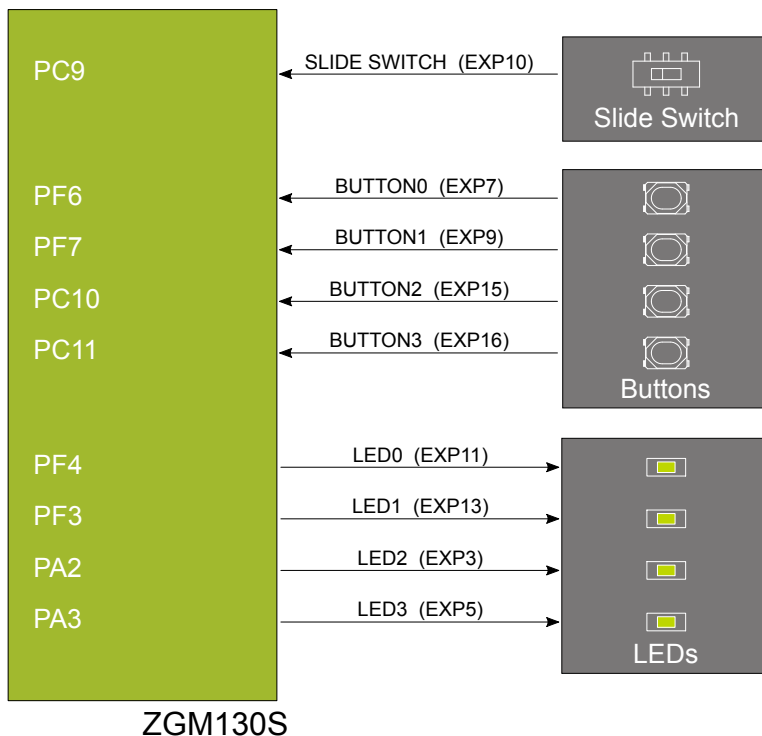 PC9
SLIDE SWITCH (EXP10)
Slide Switch
PF6
BUTTON0 (EXP7)
PF7
BUTTON1 (EXP9)
PC10
BUTTON2 (EXP15)
PC11
BUTTON3 (EXP16)
Buttons
PF4
LED0 (EXP11)
PF3
LED1 (EXP13)
PA2
LED2 (EXP3)
PA3
LED3 (EXP5)
LEDs
ZGM130S